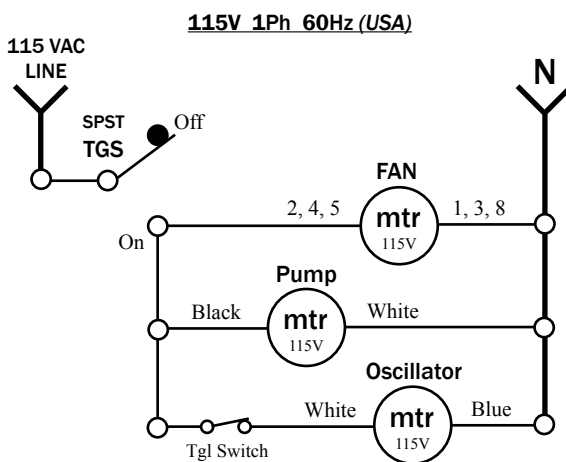 115V 1Ph 60Hz (USA)
115 VAC
LINE
N
SPST
TGS
Off
FAN
2, 4, 5
mtr
115V
1, 3, 8
On
Pump
Black
mtr
115V
White
Oscillator
White
mtr
115V
Blue
Tgl Switch